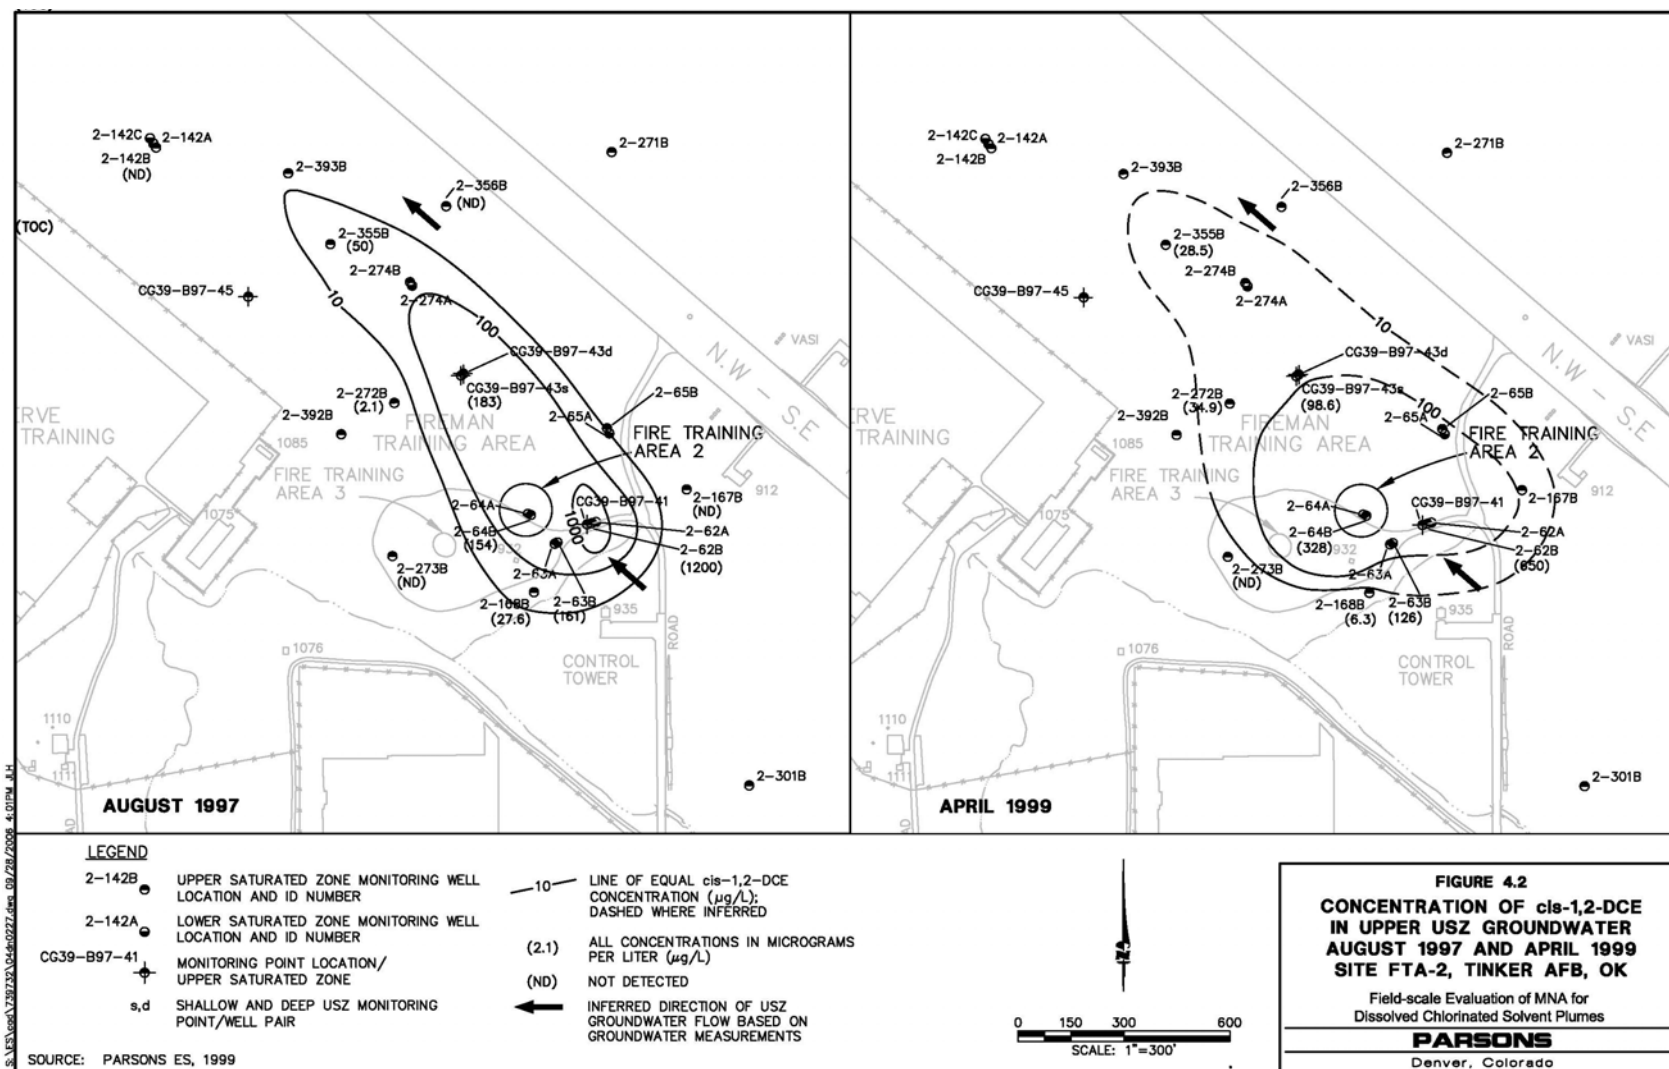 2-142C
2-142A
2-142B
(ND)
2-393B
2-271B
2-356B
(ND)
(TOC)
2-355B
(50)
2-274B
2-274A
CG39-B97-45
10
100
CG39-B97-43d
CG39-B97-43s
(183)
2-272B
(2.1)
2-392B
2-65B
2-65A
N.W - S.E
VASI
ERVE
TRAINING
1085
FIREMAN
TRAINING AREA
FIRE TRAINING
AREA 2
FIRE TRAINING
AREA 3
2-167B
(ND)
912
CG39-B97-41
1000
2-64A
2-64B
(154)
932
2-62A
2-62B
(1200)
1075
2-273B
(ND)
2-63A
2-63B
(161)
2-168B
(27.6)
935
ROAD
1076
CONTROL
TOWER
1110
1111
2-301B
AUGUST 1997
2-142C
2-142A
2-142B
2-393B
2-271B
2-356B
2-355B
(28.5)
2-274B
2-274A
CG39-B97-45
10
100
CG39-B97-43d
CG39-B97-43s
(98.6)
2-272B
(34.9)
2-392B
2-65B
2-65A
N.W - S.E
VASI
ERVE
TRAINING
1085
FIREMAN
TRAINING AREA
FIRE TRAINING
AREA 2
FIRE TRAINING
AREA 3
2-167B
912
CG39-B97-41
2-64A
2-64B
(328)
932
2-62A
2-62B
(650)
1075
2-273B
(ND)
2-63A
2-63B
(126)
2-168B
(6.3)
935
ROAD
1076
CONTROL
TOWER
1110
1111
2-301B
APRIL 1999
LEGEND
2-142B UPPER SATURATED ZONE MONITORING WELL
LOCATION AND ID NUMBER
2-142A LOWER SATURATED ZONE MONITORING WELL
LOCATION AND ID NUMBER
CG39-B97-41 MONITORING POINT LOCATION/
UPPER SATURATED ZONE
s,d SHALLOW AND DEEP USZ MONITORING
POINT/WELL PAIR
10 LINE OF EQUAL cis-1,2-DCE
CONCENTRATION (µg/L);
DASHED WHERE INFERRED
(2.1) ALL CONCENTRATIONS IN MICROGRAMS
PER LITER (µg/L)
(ND) NOT DETECTED
INFERRED DIRECTION OF USZ
GROUNDWATER FLOW BASED ON
GROUNDWATER MEASUREMENTS
SOURCE: PARSONS ES, 1999
0 150 300 600
SCALE: 1"=300'
FIGURE 4.2
CONCENTRATION OF cis-1,2-DCE
IN UPPER USZ GROUNDWATER
AUGUST 1997 AND APRIL 1999
SITE FTA-2, TINKER AFB, OK
Field-scale Evaluation of MNA for
Dissolved Chlorinated Solvent Plumes
PARSONS
Denver, Colorado
S:\ES\cad\739732\04dn0227.dwg 09/28/2006 4:01PM JLH